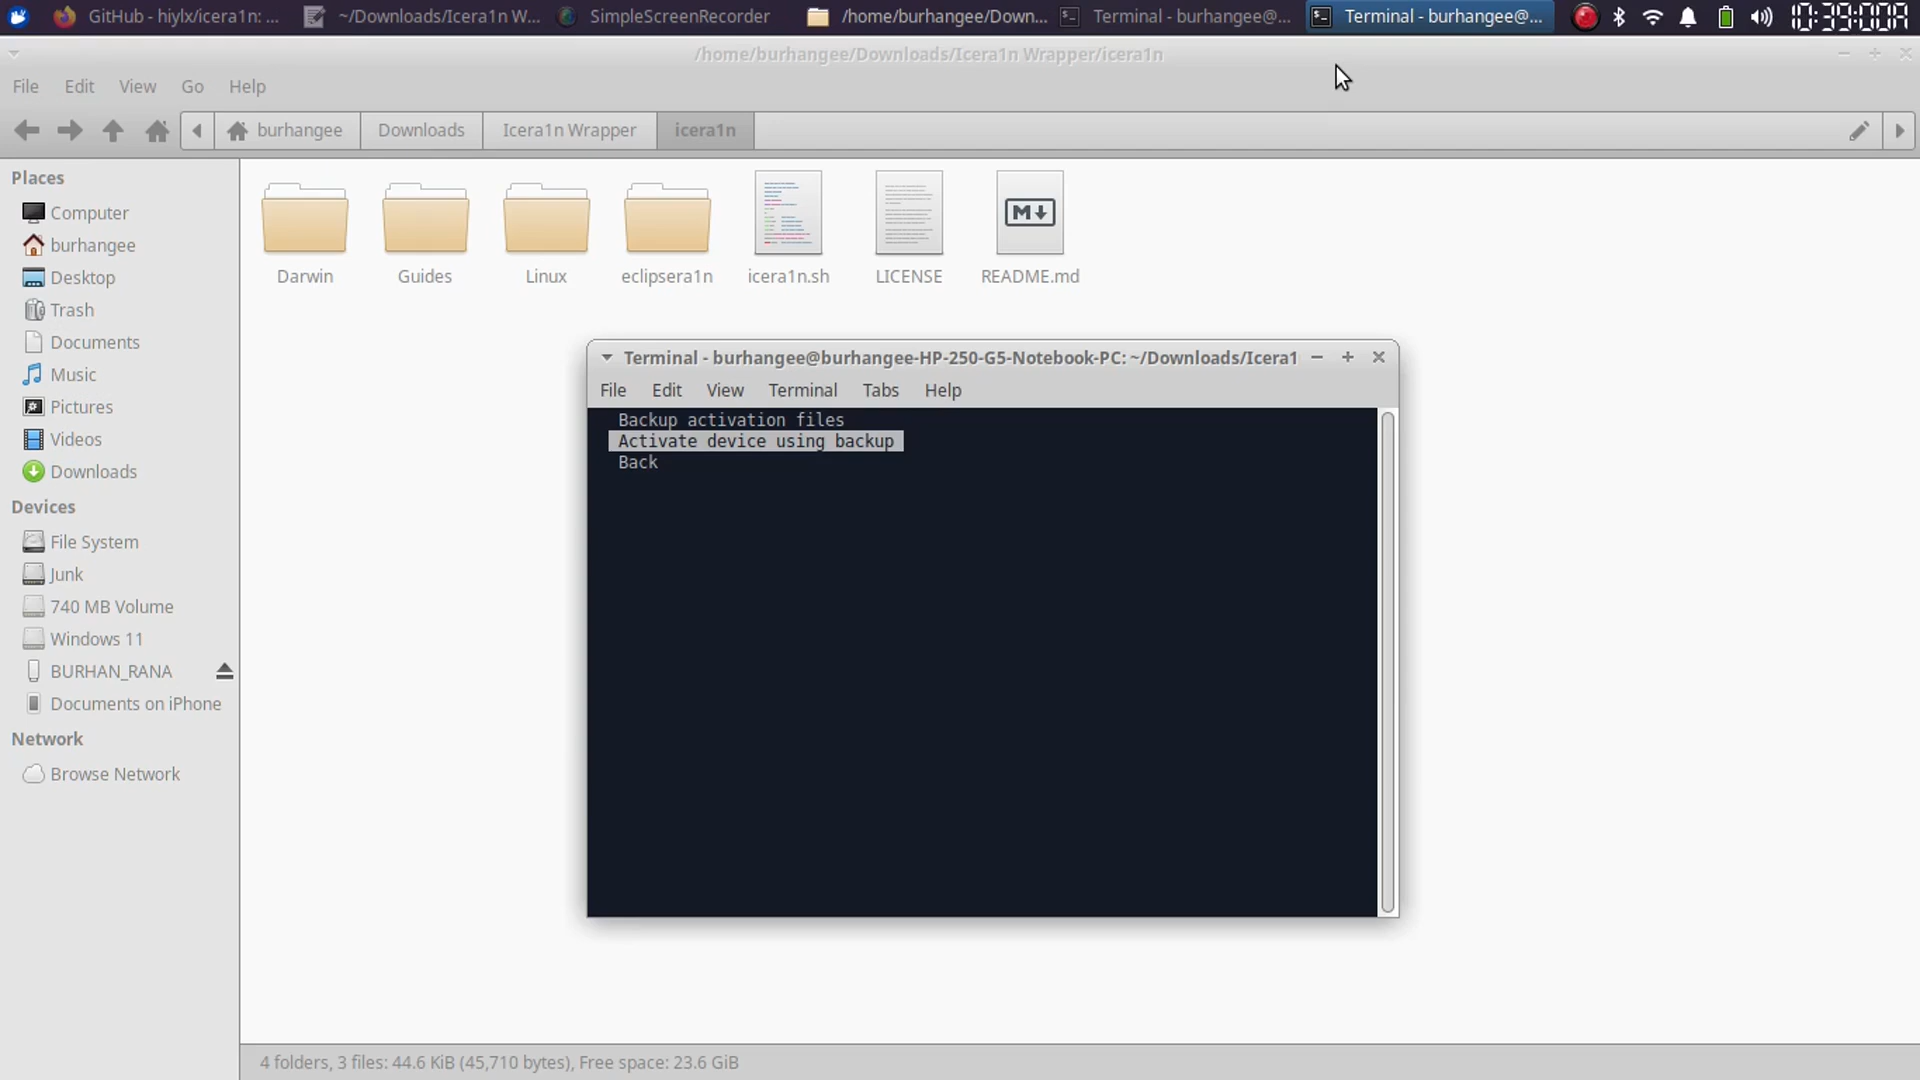 GitHub - hiylx/icera1n: ...
~/Downloads/Icera1n W...
SimpleScreenRecorder
/home/burhangee/Down...
Terminal - burhangee@...
Terminal - burhangee@...
10:39:00A
/home/burhangee/Downloads/Icera1n Wrapper/icera1n
File Edit View Go Help
burhangee Downloads Icera1n Wrapper icera1n
Places
Computer
burhangee
Desktop
Trash
Documents
Music
Pictures
Videos
Downloads
Devices
File System
Junk
740 MB Volume
Windows 11
BURHAN_RANA
Documents on iPhone
Network
Browse Network
M
Darwin
Guides
Linux
eclipsera1n
icera1n.sh
LICENSE
README.md
Terminal - burhangee@burhangee-HP-250-G5-Notebook-PC: ~/Downloads/Icera1
File Edit View Terminal Tabs Help
Backup activation files
Activate device using backup
Back
4 folders, 3 files: 44.6 KiB (45,710 bytes), Free space: 23.6 GiB